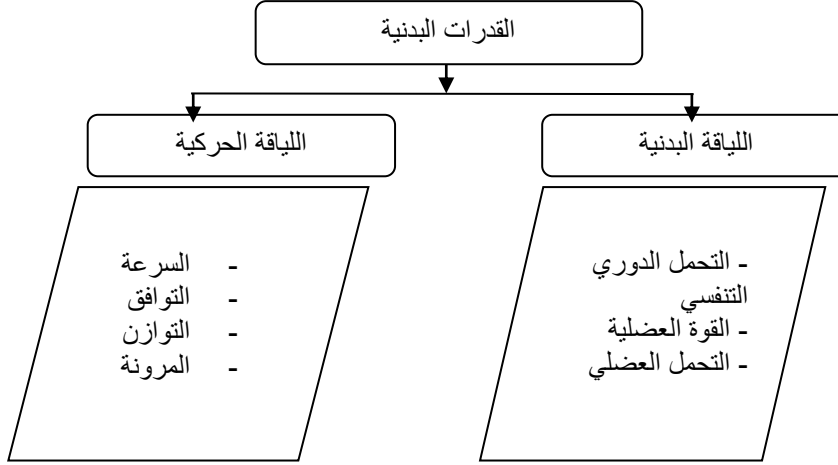 القدرات البدنية
اللياقة البدنية
اللياقة الحركية
- التحمل الدوري
التنفسي
- القوة العضلية
- التحمل العضلي
- السرعة
- التوافق
- التوازن
- المرونة